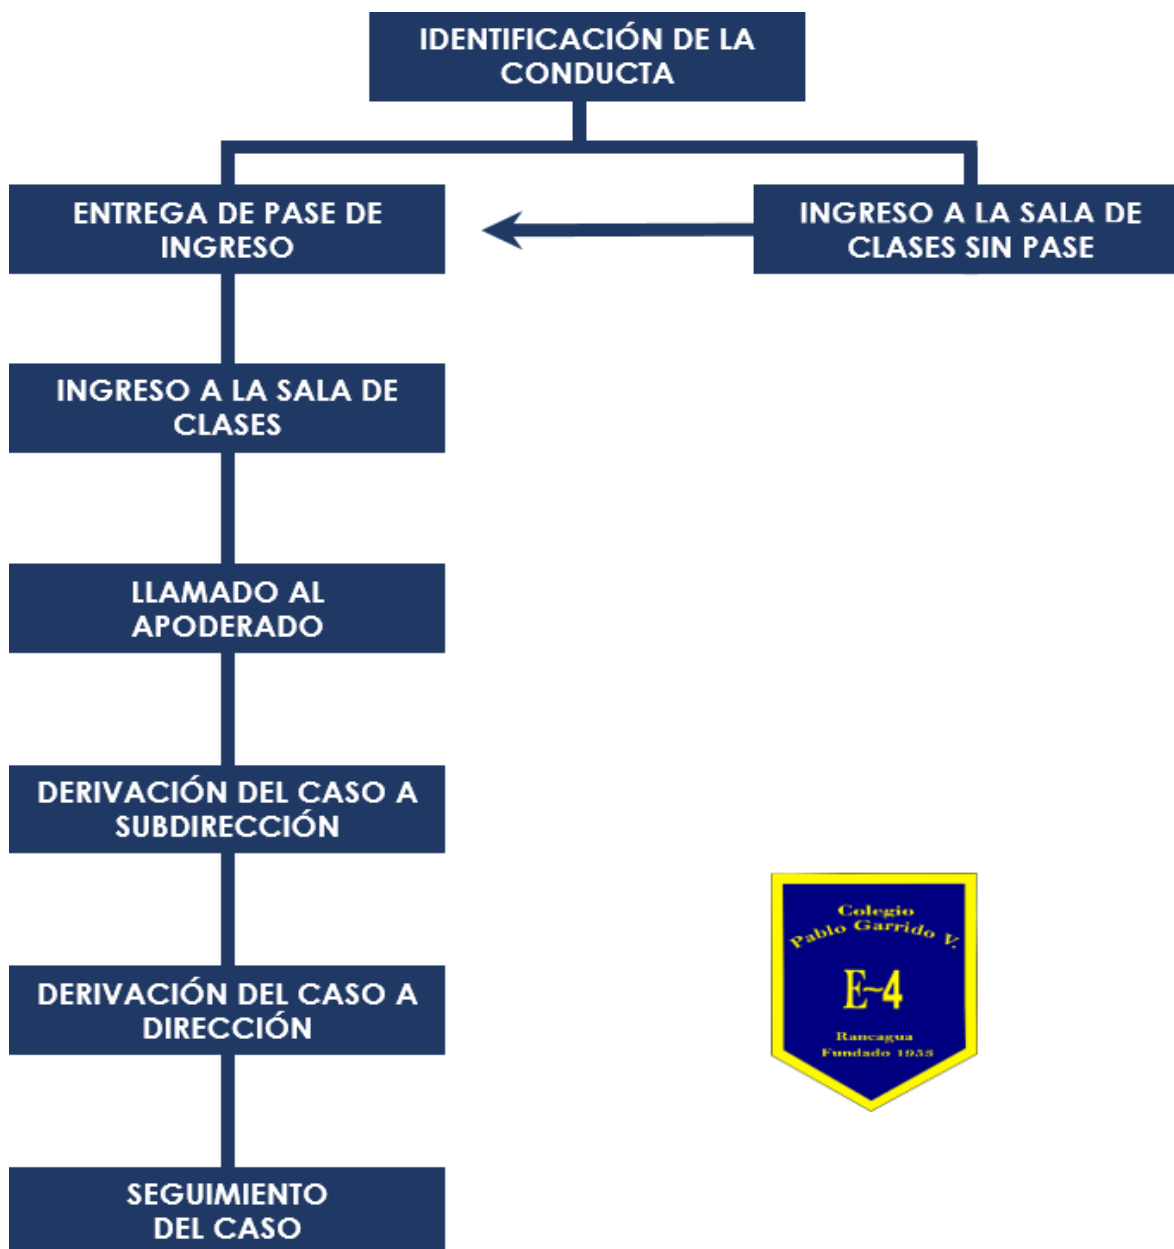 IDENTIFICACIÓN DE LA
CONDUCTA
ENTREGA DE PASE DE
INGRESO
INGRESO A LA SALA DE
CLASES SIN PASE
INGRESO A LA SALA DE
CLASES
LLAMADO AL
APODERADO
DERIVACIÓN DEL CASO A
SUBDIRECCIÓN
DERIVACIÓN DEL CASO A
DIRECCIÓN
Colegio
Pablo Garrido V.
E~4
Rancagua
Fundado 1955
SEGUIMIENTO
DEL CASO